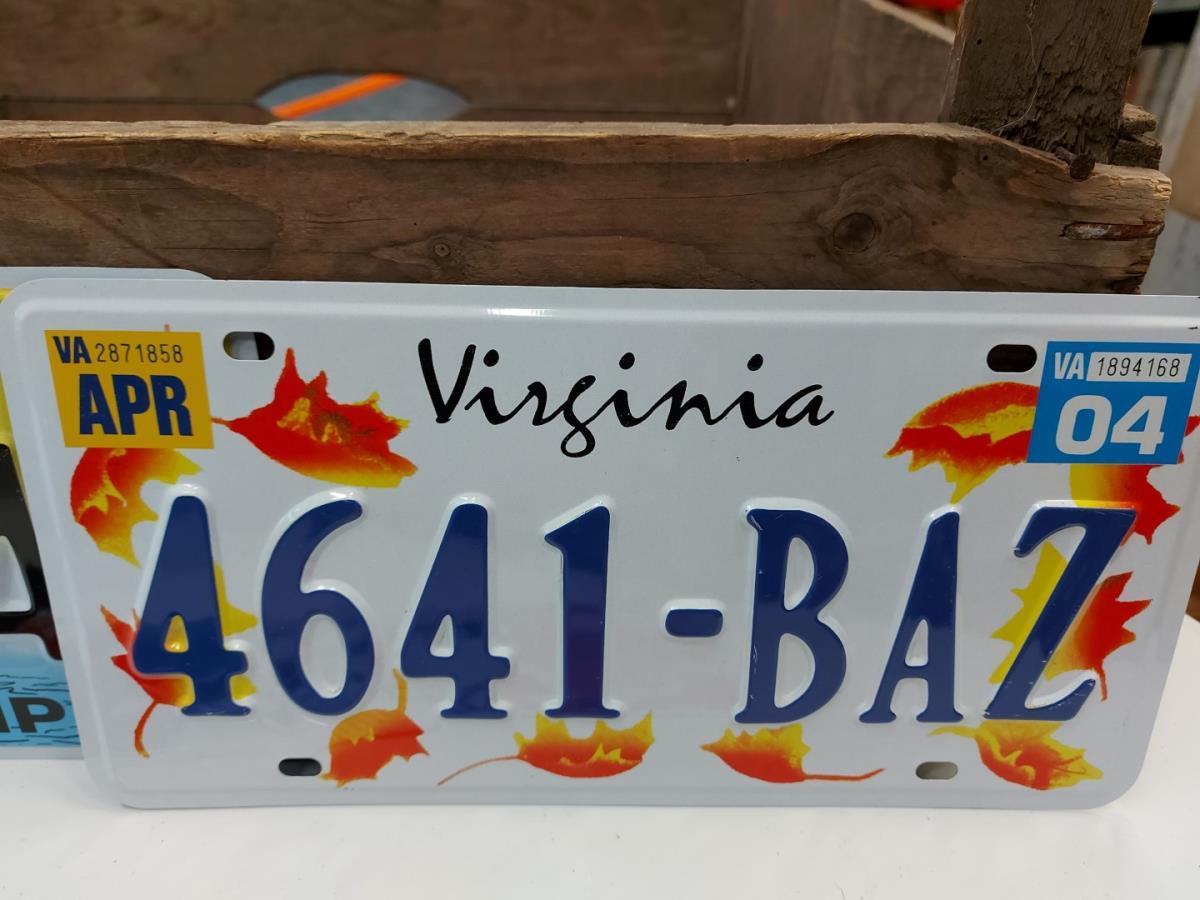 VA 2871858
APR
Virginia
VA 1894168
04
4641-BAZ